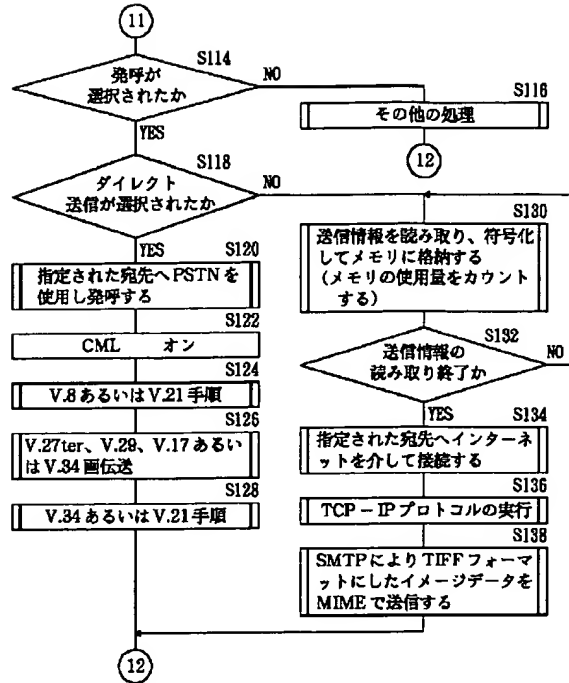 11
S114
発呼が
選択されたか
NO
YES
S116
その他の処理
12
S118
ダイレクト
送信が選択されたか
NO
YES
S120
指定された宛先へPSTNを
使用し発呼する
S122
CML オン
S124
V.8あるいはV.21手順
S126
V.27ter、V.29、V.17あるい
はV.34画伝送
S128
V.34あるいはV.21手順
S130
送信情報を読み取り、符号化
してメモリに格納する
(メモリの使用量をカウント
する)
S132
送信情報の
読み取り終了か
NO
YES
S134
指定された宛先へインターネ
ットを介して接続する
S136
TCP-IPプロトコルの実行
S138
SMTPによりTIFFフォーマ
ットにしたイメージデータを
MIMEで送信する
12